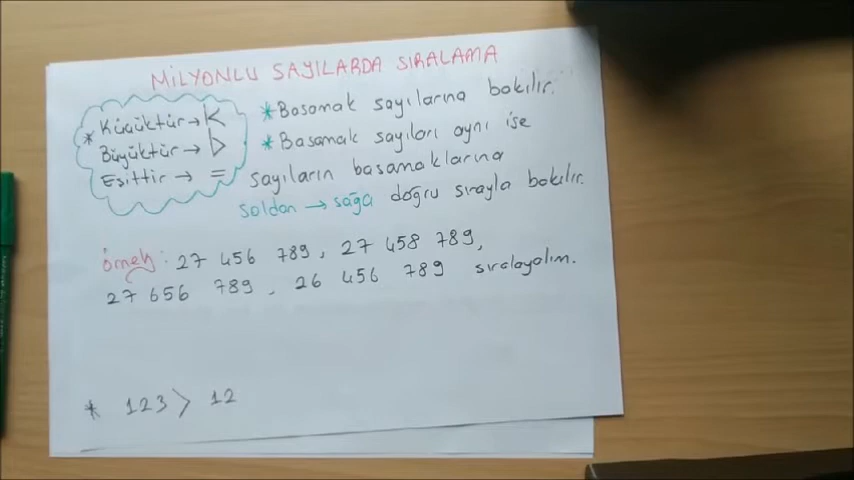 MİLYONLU SAYILARDA SIRALAMA
* Küçüktür → K
Büyüktür → b
Eşittir → =
* Basamak sayılarına bakılır.
* Basamak sayıları aynı ise
sayıların basamaklarına
soldan → sağa doğru sırayla bakılır.
örnek: 27 456 789, 27 458 789,
27 656 789, 26 456 789 sıralayalım.
* 123 > 12